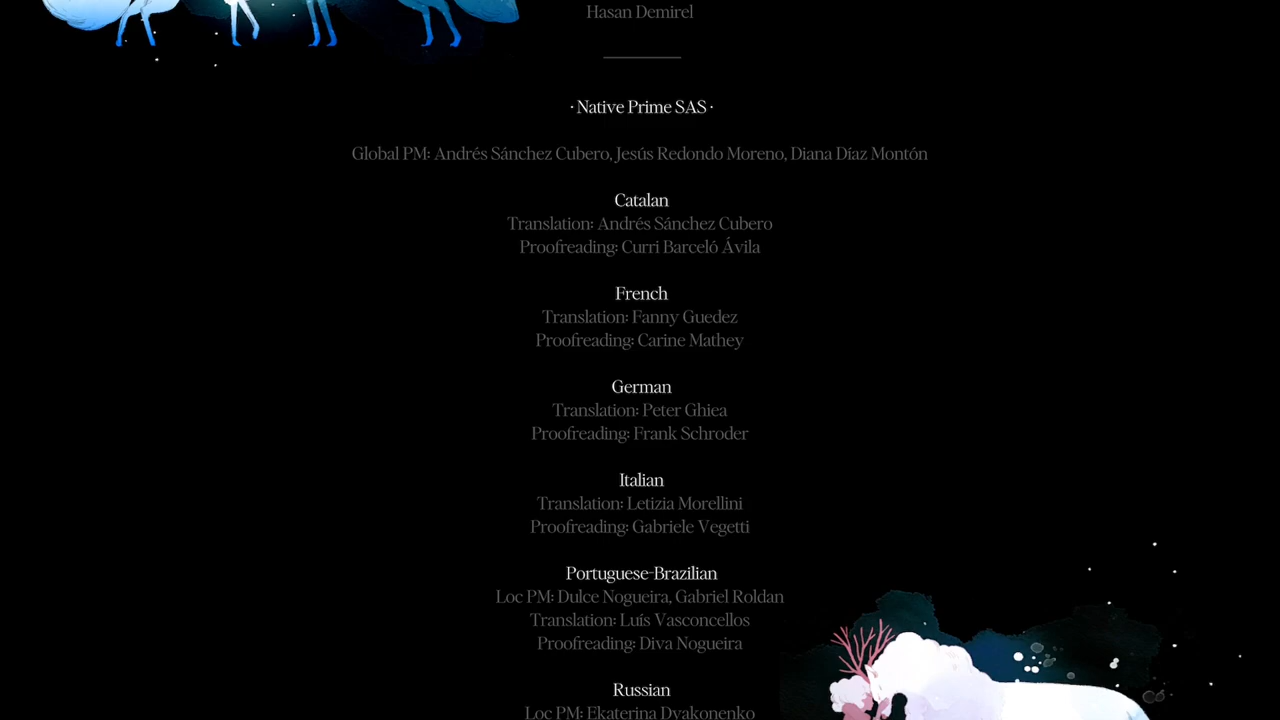 Hasan Demirel
· Native Prime SAS ·
Global PM: Andrés Sánchez Cubero, Jesús Redondo Moreno, Diana Díaz Montón
Catalan
Translation: Andrés Sánchez Cubero
Proofreading: Curri Barceló Ávila
French
Translation: Fanny Guedez
Proofreading: Carine Mathey
German
Translation: Peter Ghiea
Proofreading: Frank Schroder
Italian
Translation: Letizia Morellini
Proofreading: Gabriele Vegetti
Portuguese-Brazilian
Loc PM: Dulce Nogueira, Gabriel Roldan
Translation: Luís Vasconcellos
Proofreading: Diva Nogueira
Russian
Loc PM: Ekaterina Dyakonenko